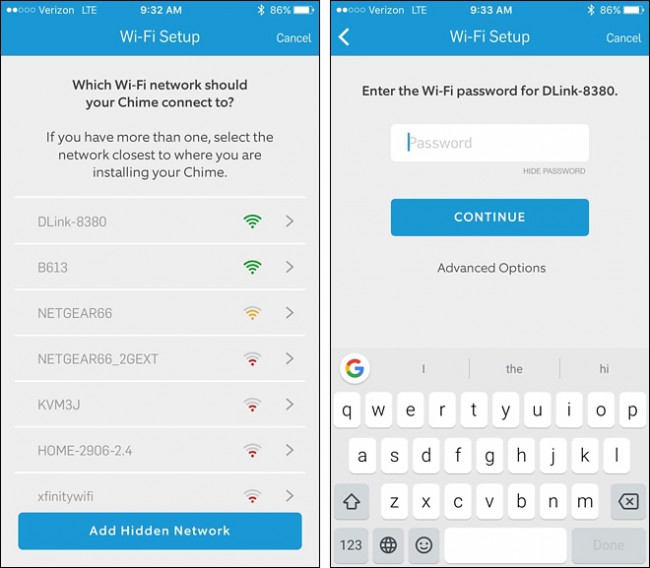 Verizon LTE 9:32 AM 86%
Wi-Fi Setup Cancel
Which Wi-Fi network should
your Chime connect to?
If you have more than one, select the
network closest to where you are
installing your Chime.
DLink-8380
B613
NETGEAR66
NETGEAR66_2GEXT
KVM3J
HOME-2906-2.4
xfinitywifi
Add Hidden Network
Verizon LTE 9:33 AM 86%
Wi-Fi Setup Cancel
Enter the Wi-Fi password for DLink-8380.
Password
HIDE PASSWORD
CONTINUE
Advanced Options
G I the hi
q w e r t y u i o p
a s d f g h j k l
z x c v b n m
123 Done